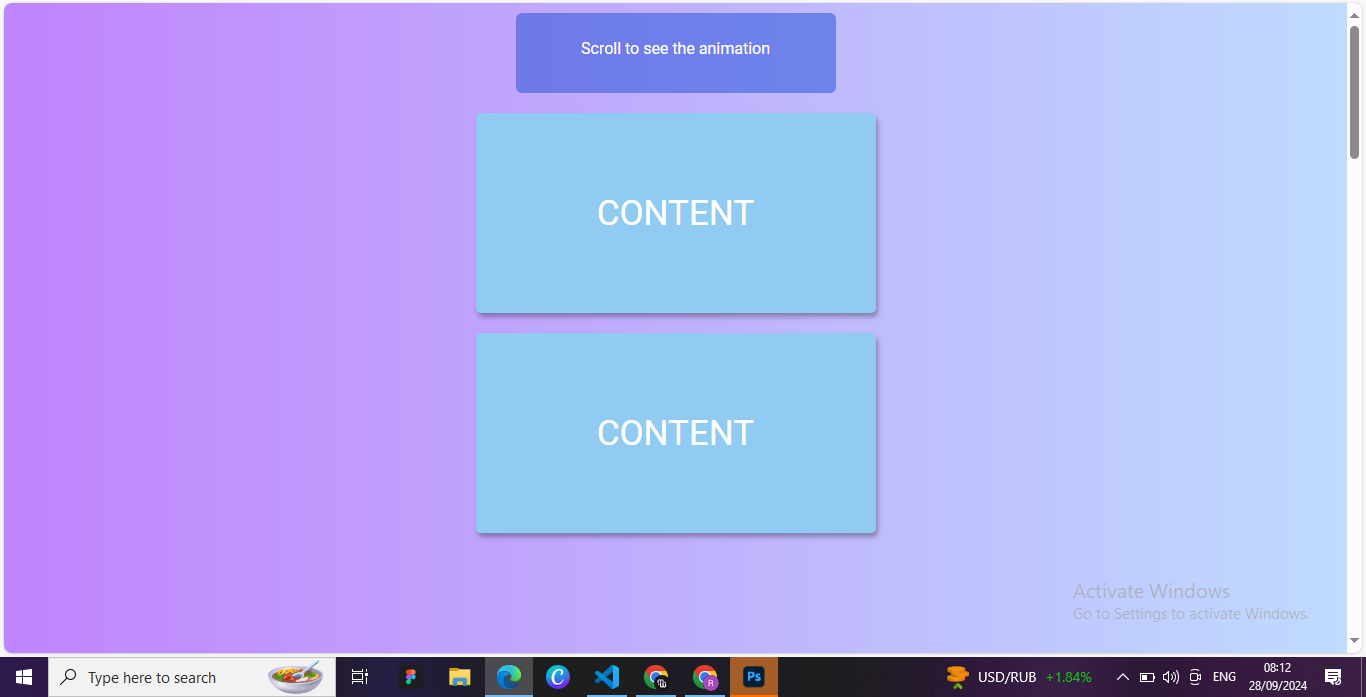 Scroll to see the animation
CONTENT
CONTENT
Activate Windows
Go to Settings to activate Windows.
Type here to search
Ps
USD/RUB +1.84%
ENG
08:12
28/09/2024